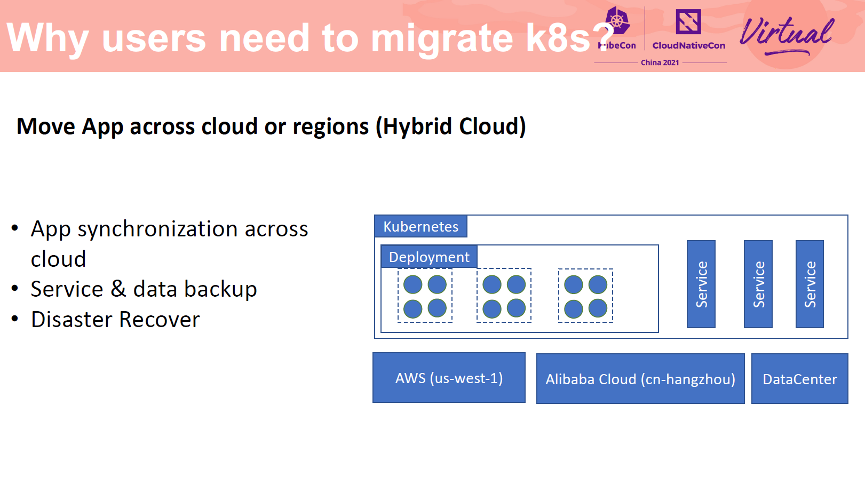 Why users need to migrate k8s?
KubeCon
CloudNativeCon
China 2021
Virtual
Move App across cloud or regions (Hybrid Cloud)
• App synchronization across
cloud
• Service & data backup
• Disaster Recover
Kubernetes
Deployment
Service
Service
Service
AWS (us-west-1)
Alibaba Cloud (cn-hangzhou)
DataCenter